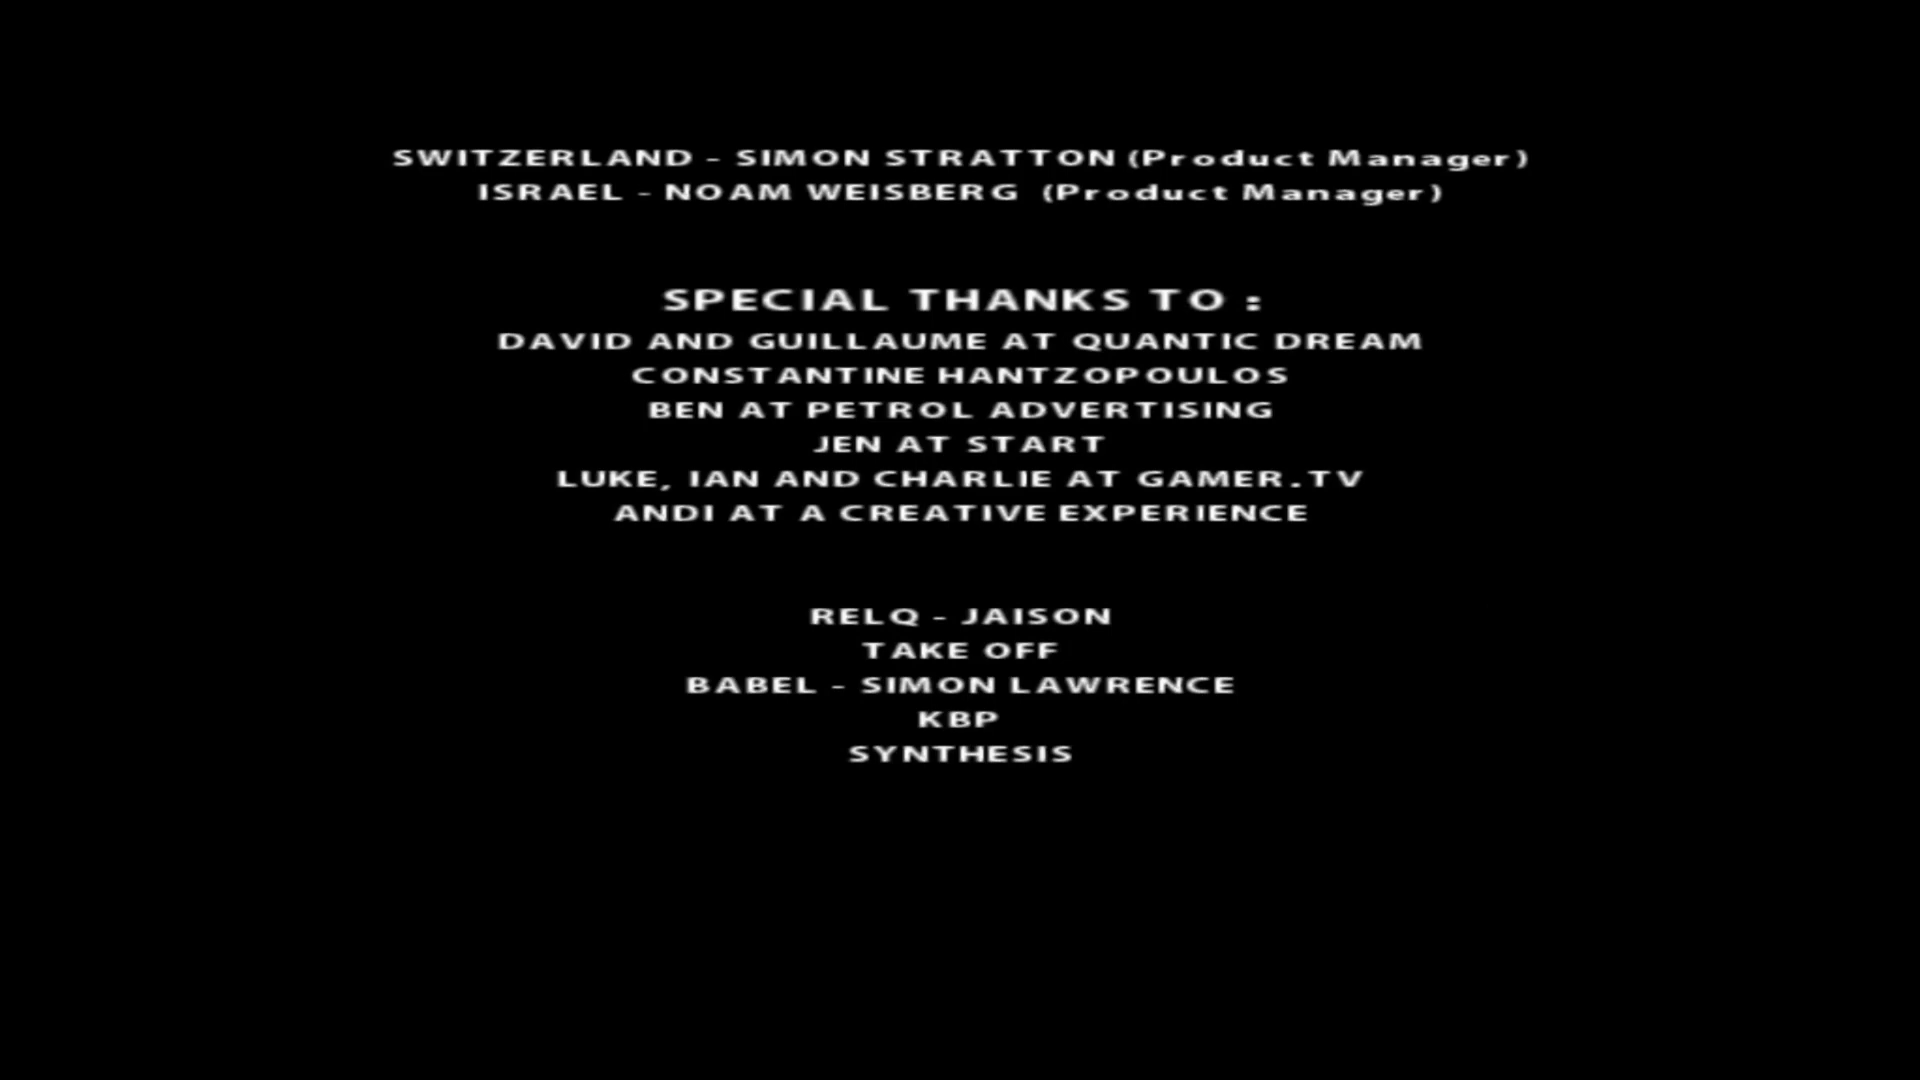 SWITZERLAND - SIMON STRATTON (Product Manager)
ISRAEL - NOAM WEISBERG (Product Manager)
SPECIAL THANKS TO :
DAVID AND GUILLAUME AT QUANTIC DREAM
CONSTANTINE HANTZOPOULOS
BEN AT PETROL ADVERTISING
JEN AT START
LUKE, IAN AND CHARLIE AT GAMER.TV
ANDI AT A CREATIVE EXPERIENCE
RELQ - JAISON
TAKE OFF
BABEL - SIMON LAWRENCE
KBP
SYNTHESIS